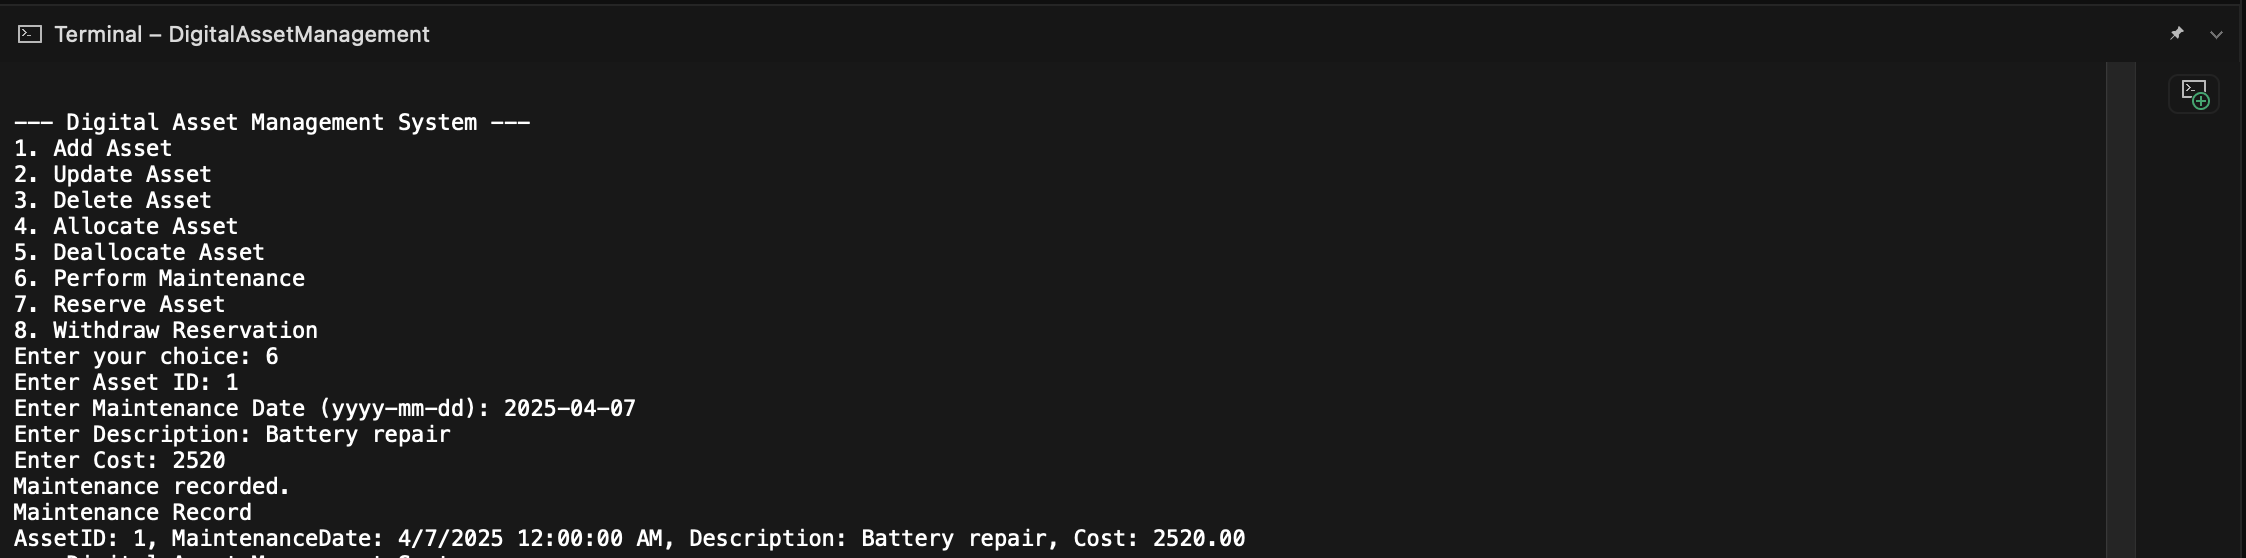 Terminal – DigitalAssetManagement
--- Digital Asset Management System ---
1. Add Asset
2. Update Asset
3. Delete Asset
4. Allocate Asset
5. Deallocate Asset
6. Perform Maintenance
7. Reserve Asset
8. Withdraw Reservation
Enter your choice: 6
Enter Asset ID: 1
Enter Maintenance Date (yyyy-mm-dd): 2025-04-07
Enter Description: Battery repair
Enter Cost: 2520
Maintenance recorded.
Maintenance Record
AssetID: 1, MaintenanceDate: 4/7/2025 12:00:00 AM, Description: Battery repair, Cost: 2520.00